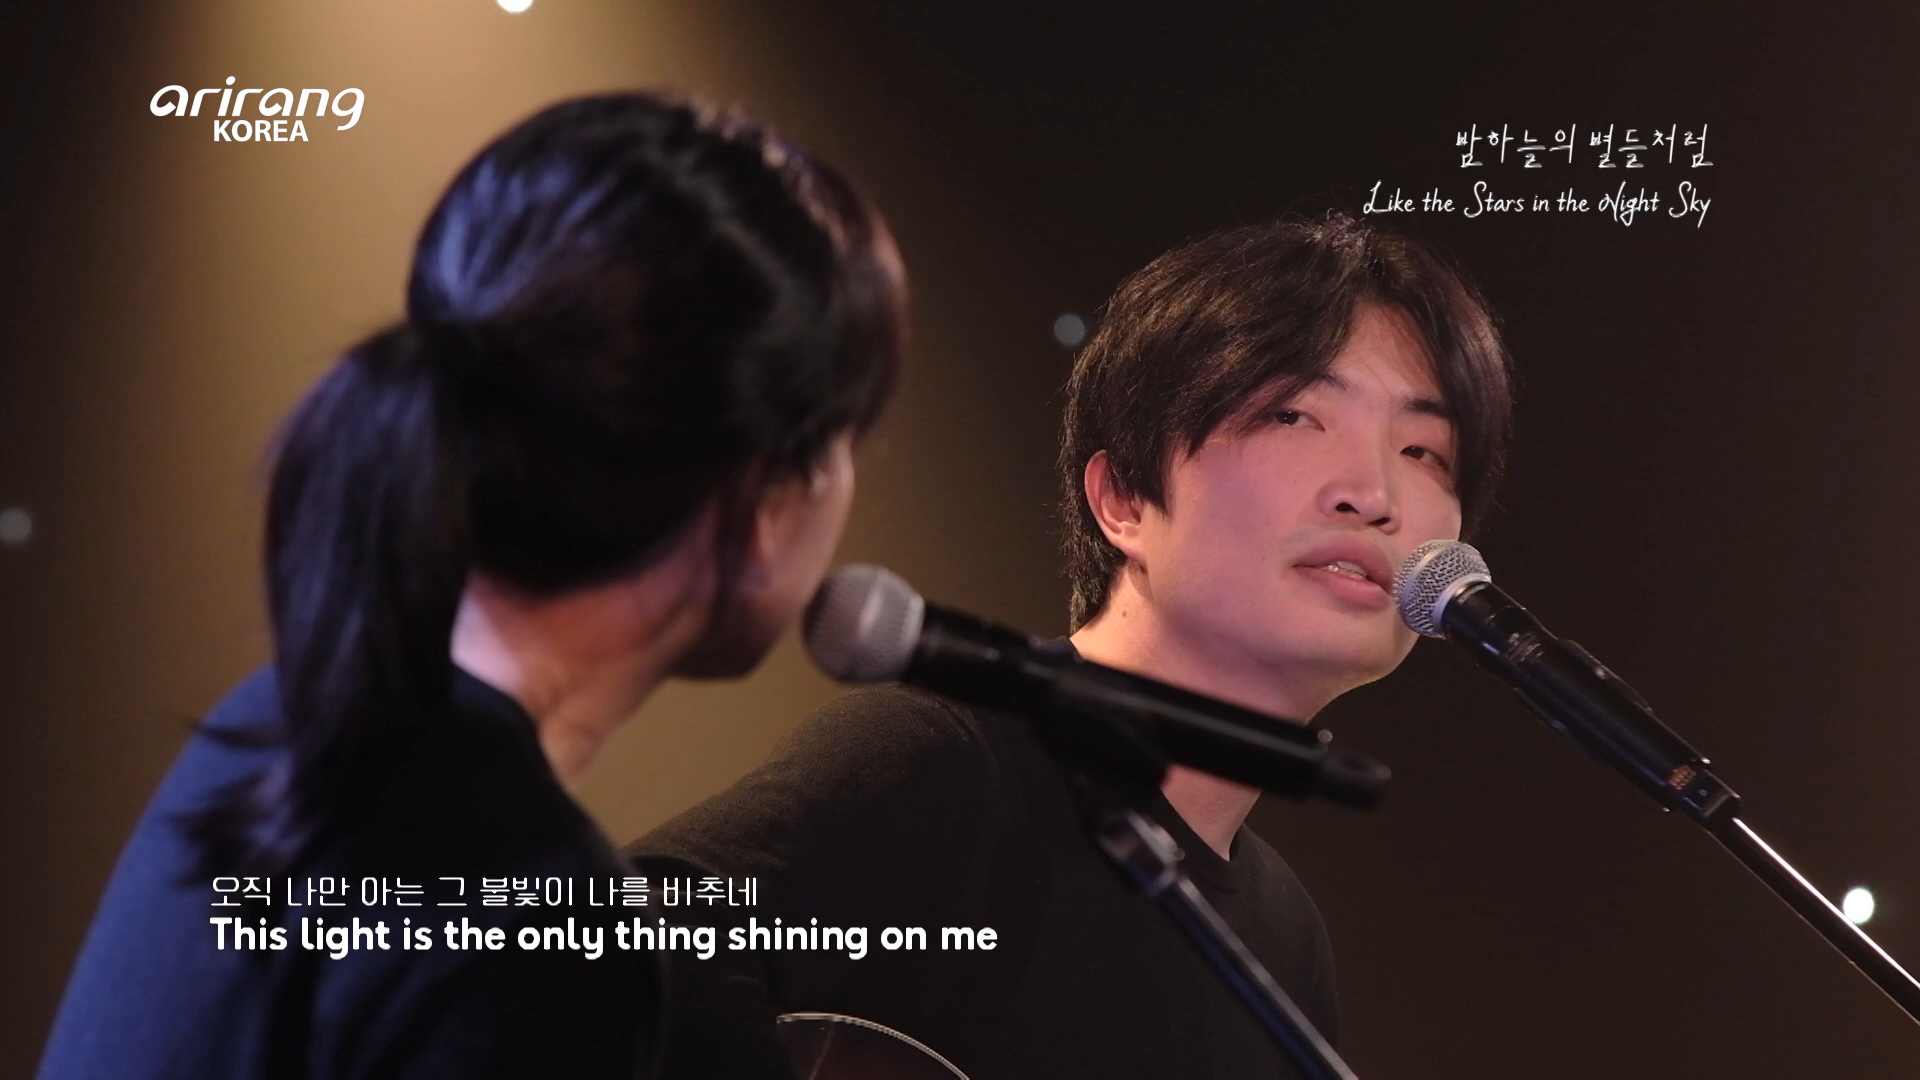 arirang
KOREA
밤하늘의 별들처럼
Like the Stars in the Night Sky
오직 나만 아는 그 불빛이 나를 비추네
This light is the only thing shining on me